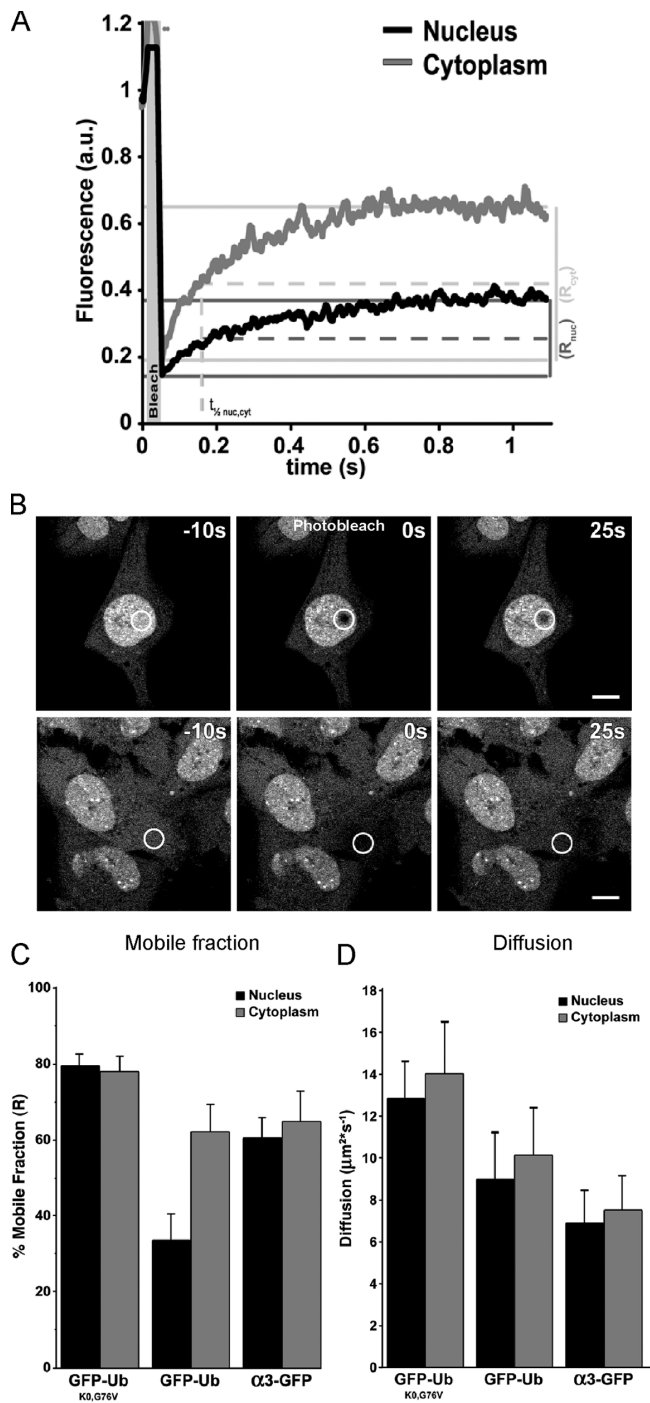 A
1.2
1
0.8
0.6
0.4
0.2
0
Fluorescence (a.u.)
Nucleus
Cytoplasm
Bleach
(Rcyt)
(Rnuc)
t½ nuc,cyt
0 0.2 0.4 0.6 0.8 1
time (s)
B
-10s
Photobleach
0s
25s
-10s
0s
25s
C
Mobile fraction
100
80
60
40
20
0
% Mobile Fraction (R)
Nucleus
Cytoplasm
GFP-Ub GFP-Ub α3-GFP
K0,G76V
D
Diffusion
18
16
14
12
10
8
6
4
2
0
Diffusion (µm²*s⁻¹)
Nucleus
Cytoplasm
GFP-Ub GFP-Ub α3-GFP
K0,G76V